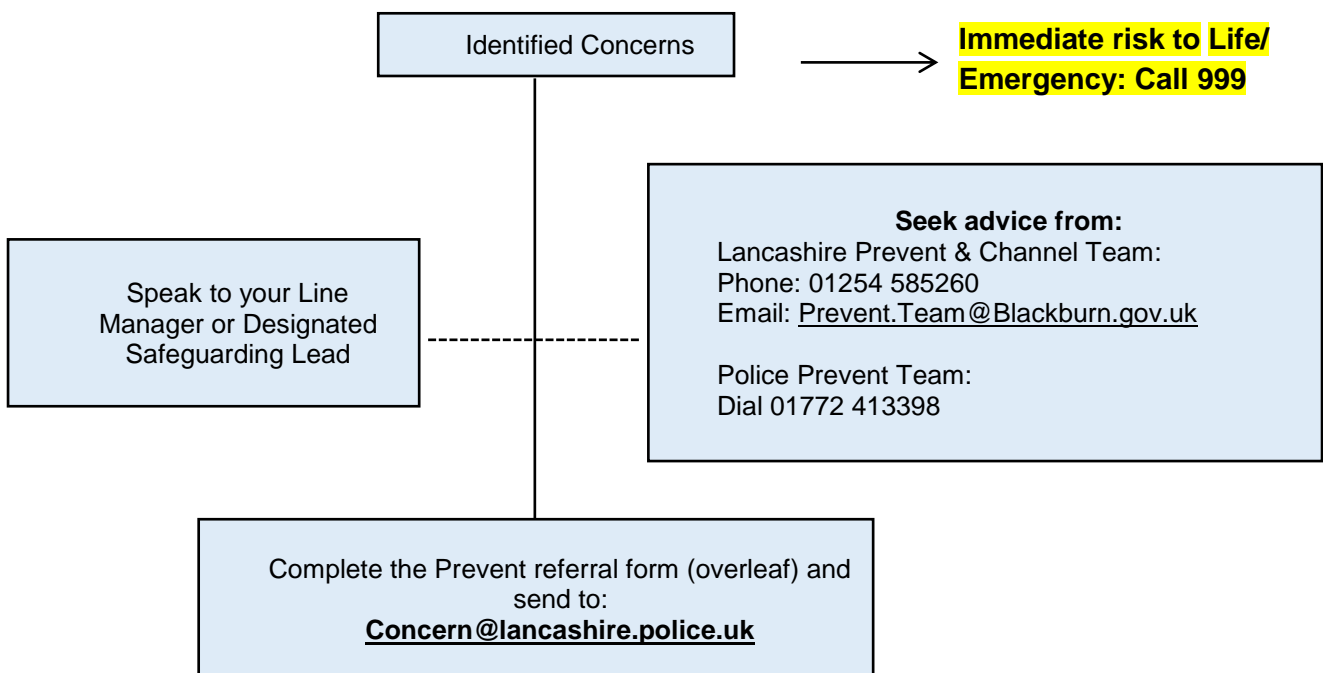 Identified Concerns
Immediate risk to Life/
Emergency: Call 999
Speak to your Line
Manager or Designated
Safeguarding Lead
Seek advice from:
Lancashire Prevent & Channel Team:
Phone: 01254 585260
Email: Prevent.Team@Blackburn.gov.uk
Police Prevent Team:
Dial 01772 413398
Complete the Prevent referral form (overleaf) and
send to:
Concern@lancashire.police.uk